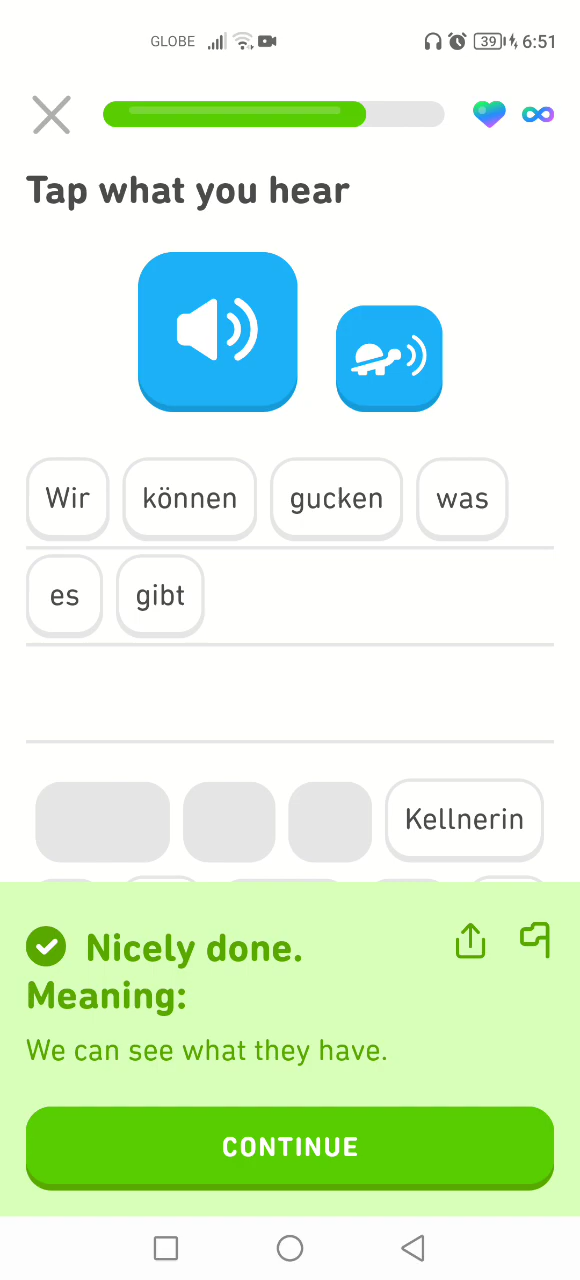 GLOBE 39 6:51
Tap what you hear
Wir können gucken was
es gibt
Kellnerin
Nicely done.
Meaning:
We can see what they have.
CONTINUE